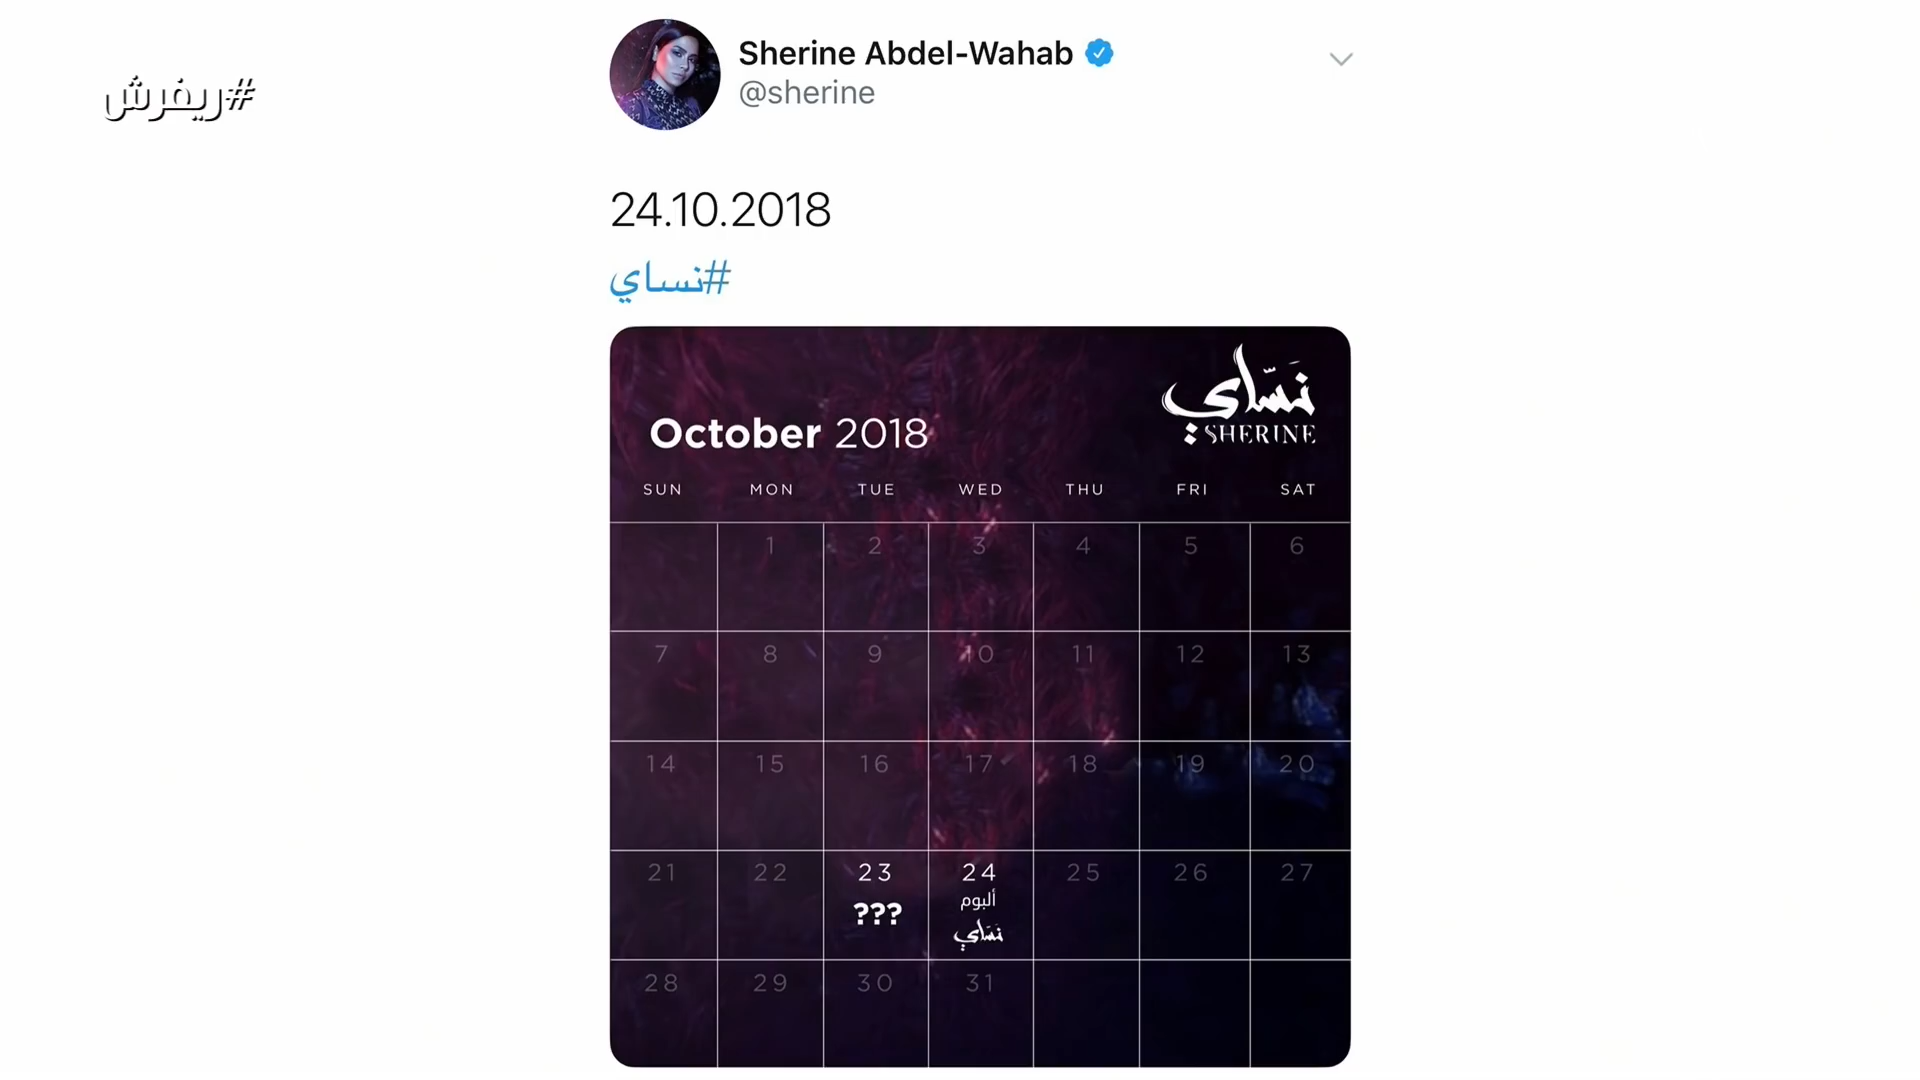 #ريفرش
Sherine Abdel-Wahab
@sherine
24.10.2018
#نساي
نَسّاي
SHERINE
October 2018
SUN MON TUE WED THU FRI SAT
1 2 3 4 5 6
7 8 9 10 11 12 13
14 15 16 17 18 19 20
21 22 23 24 25 26 27
??? ألبوم
نَسّاي
28 29 30 31